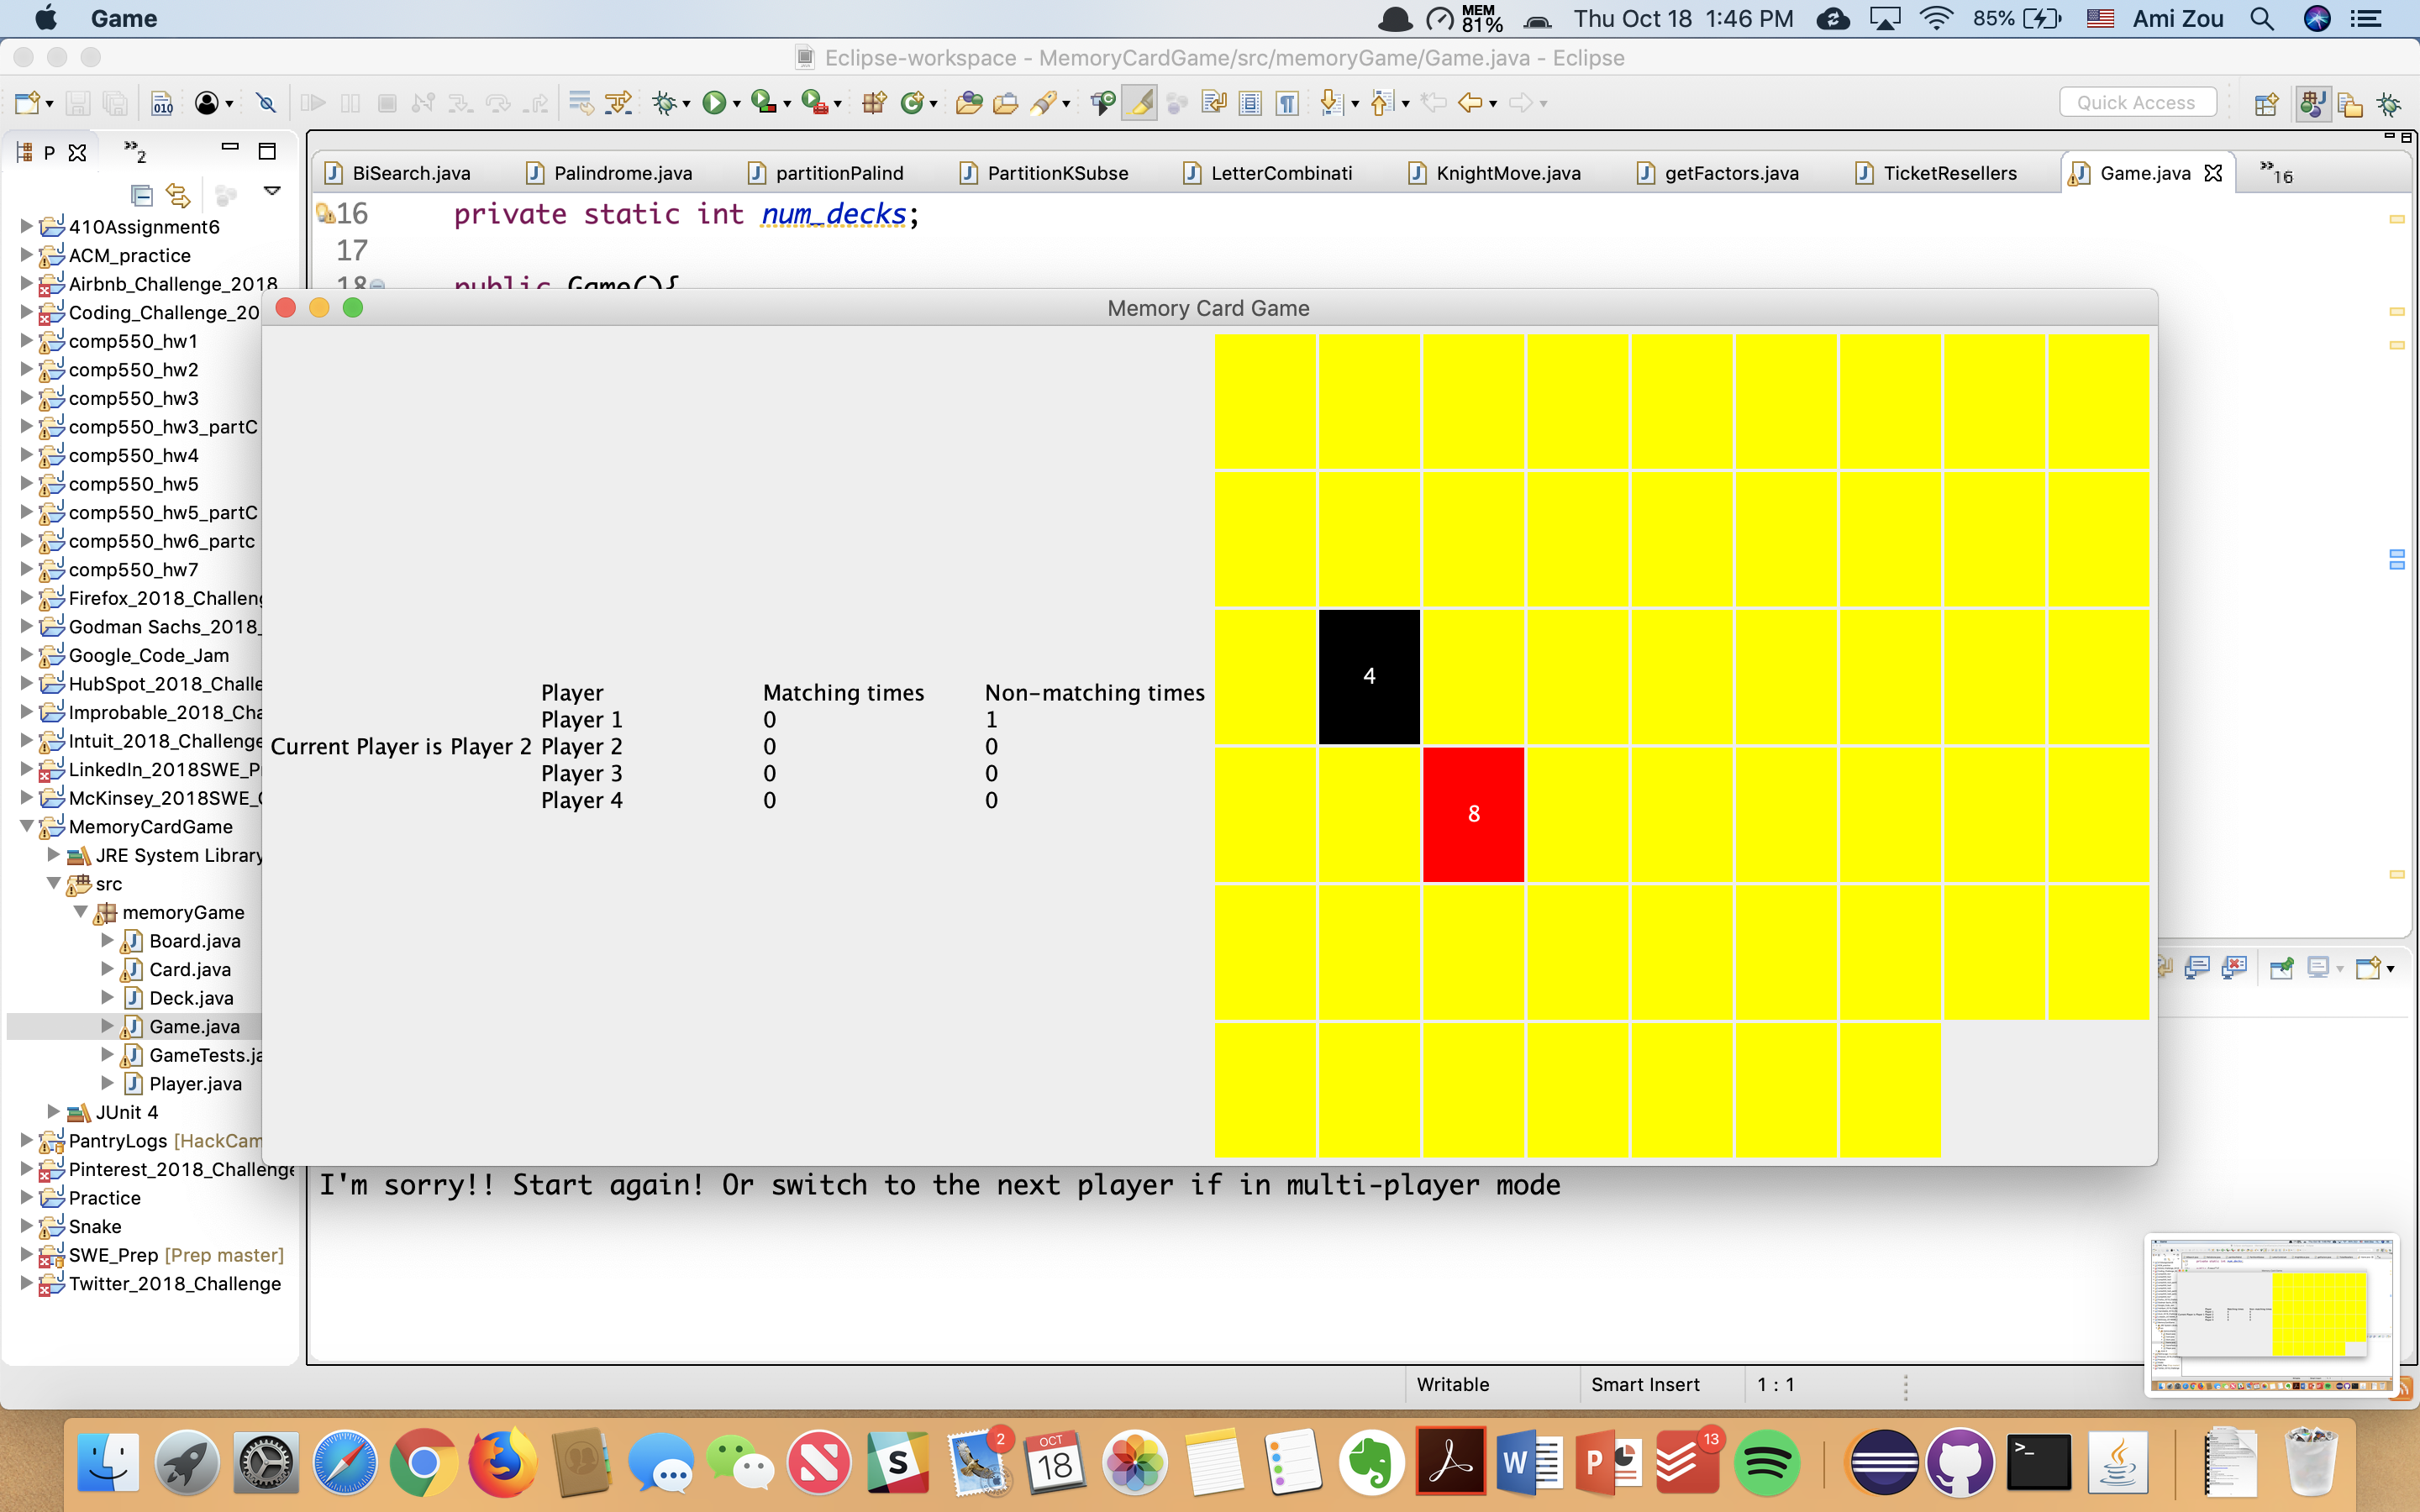 Game
MEM
81%
Thu Oct 18 1:46 PM
85%
Ami Zou
Eclipse-workspace - MemoryCardGame/src/memoryGame/Game.java - Eclipse
010
Quick Access
P
»2
BiSearch.java
Palindrome.java
partitionPalind
PartitionKSubse
LetterCombinati
KnightMove.java
getFactors.java
TicketResellers
Game.java
»16
16 private static int num_decks;
17
18 public Game(){
410Assignment6
ACM_practice
Airbnb_Challenge_2018
Coding_Challenge_20
comp550_hw1
comp550_hw2
comp550_hw3
comp550_hw3_partC
comp550_hw4
comp550_hw5
comp550_hw5_partC
comp550_hw6_partc
comp550_hw7
Firefox_2018_Challeng
Godman Sachs_2018_
Google_Code_Jam
HubSpot_2018_Challe
Improbable_2018_Cha
Intuit_2018_Challenge
LinkedIn_2018SWE_P
McKinsey_2018SWE_
MemoryCardGame
JRE System Library
src
memoryGame
Board.java
Card.java
Deck.java
Game.java
GameTests.ja
Player.java
JUnit 4
PantryLogs [HackCam
Pinterest_2018_Challenge
Practice
Snake
SWE_Prep [Prep master]
Twitter_2018_Challenge
Memory Card Game
Player Matching times Non-matching times
Player 1 0 1
Current Player is Player 2 Player 2 0 0
Player 3 0 0
Player 4 0 0
4
8
I'm sorry!! Start again! Or switch to the next player if in multi-player mode
Writable
Smart Insert
1 : 1
2
OCT
18
S
W
P
13
>_